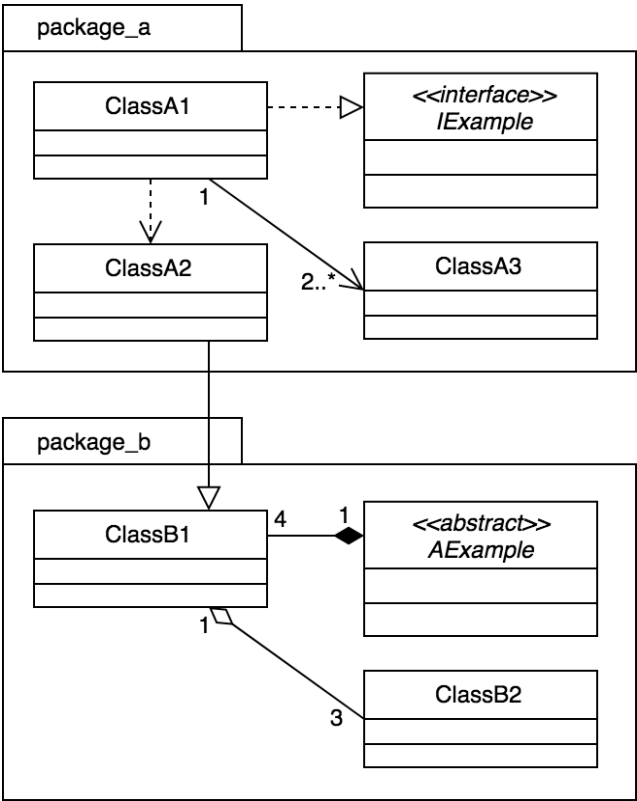 package_a
ClassA1
<<interface>>
IExample
1
ClassA2
2..*
ClassA3
package_b
ClassB1
4
1
<<abstract>>
AExample
1
3
ClassB2